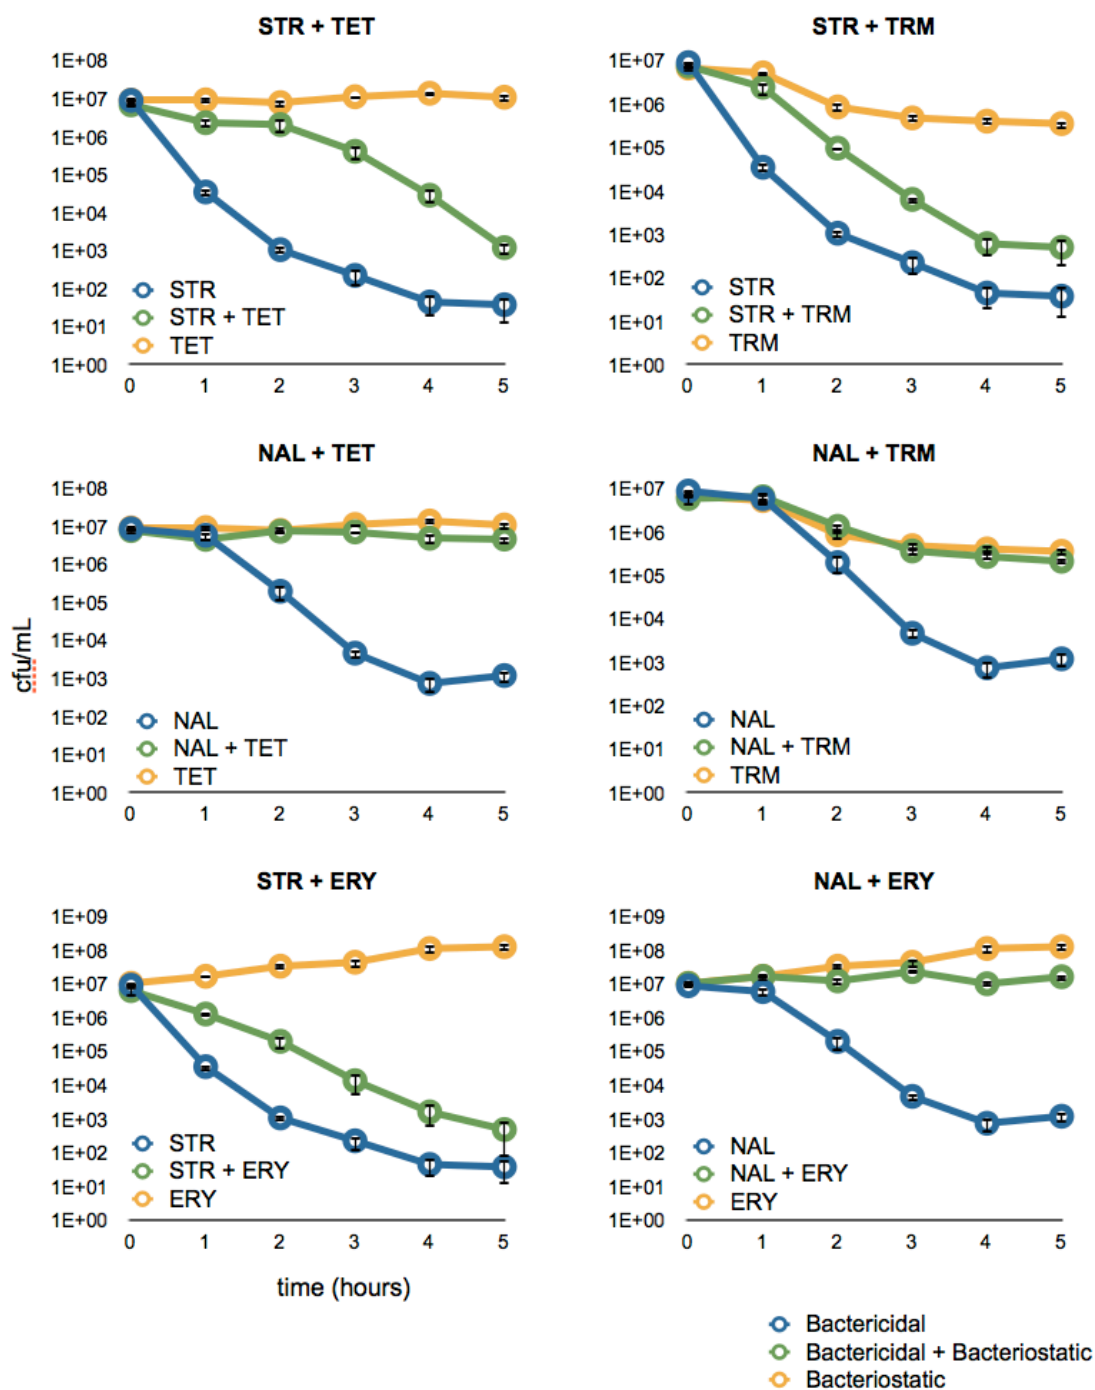 STR + TET
1E+08
1E+07
1E+06
1E+05
1E+04
1E+03
1E+02
1E+01
1E+00
STR
STR + TET
TET
0 1 2 3 4 5
STR + TRM
1E+07
1E+06
1E+05
1E+04
1E+03
1E+02
1E+01
1E+00
STR
STR + TRM
TRM
0 1 2 3 4 5
cfu/mL
NAL + TET
1E+08
1E+07
1E+06
1E+05
1E+04
1E+03
1E+02
1E+01
1E+00
NAL
NAL + TET
TET
0 1 2 3 4 5
NAL + TRM
1E+07
1E+06
1E+05
1E+04
1E+03
1E+02
1E+01
1E+00
NAL
NAL + TRM
TRM
0 1 2 3 4 5
STR + ERY
1E+09
1E+08
1E+07
1E+06
1E+05
1E+04
1E+03
1E+02
1E+01
1E+00
STR
STR + ERY
ERY
0 1 2 3 4 5
NAL + ERY
1E+09
1E+08
1E+07
1E+06
1E+05
1E+04
1E+03
1E+02
1E+01
1E+00
NAL
NAL + ERY
ERY
0 1 2 3 4 5
time (hours)
Bactericidal
Bactericidal + Bacteriostatic
Bacteriostatic